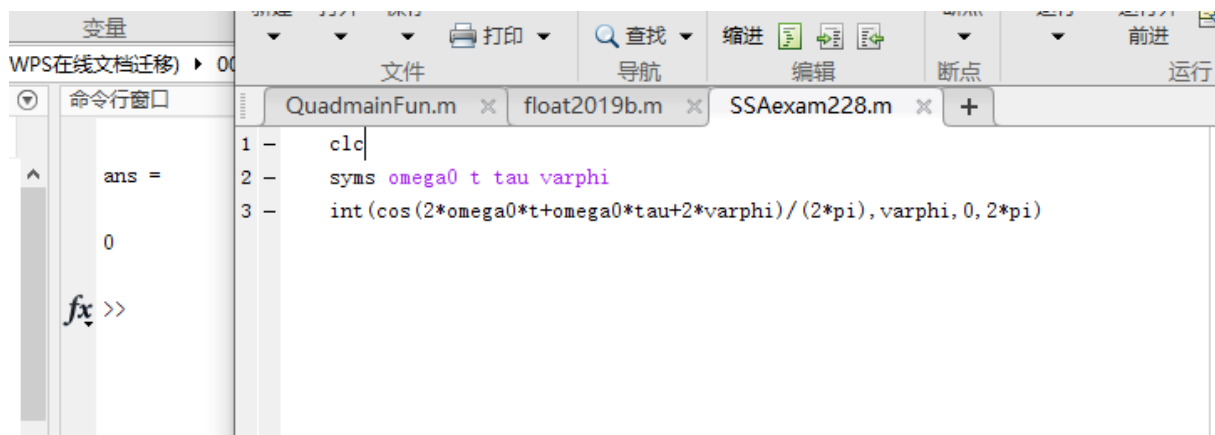 变量
打印
查找
缩进
前进
文件
导航
编辑
断点
运行
WPS在线文档迁移)
命令行窗口
QuadmainFun.m
float2019b.m
SSAexam228.m
+
ans =
0
fx >>
1 - clc
2 - syms omega0 t tau varphi
3 - int(cos(2*omega0*t+omega0*tau+2*varphi)/(2*pi),varphi,0,2*pi)